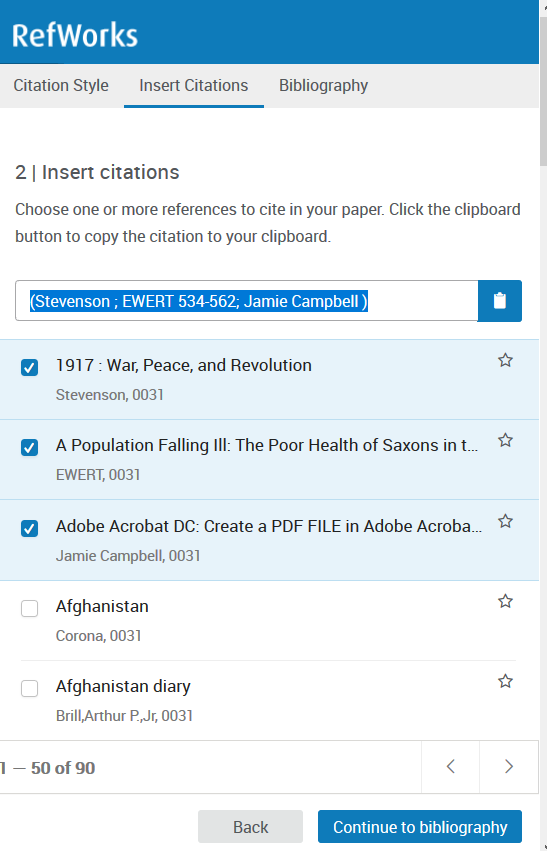 RefWorks
Citation Style Insert Citations Bibliography
2 | Insert citations
Choose one or more references to cite in your paper. Click the clipboard
button to copy the citation to your clipboard.
(Stevenson ; EWERT 534-562; Jamie Campbell )
1917 : War, Peace, and Revolution
Stevenson, 0031
A Population Falling Ill: The Poor Health of Saxons in t...
EWERT, 0031
Adobe Acrobat DC: Create a PDF FILE in Adobe Acroba...
Jamie Campbell, 0031
Afghanistan
Corona, 0031
Afghanistan diary
Brill,Arthur P.,Jr, 0031
1 — 50 of 90
Back Continue to bibliography